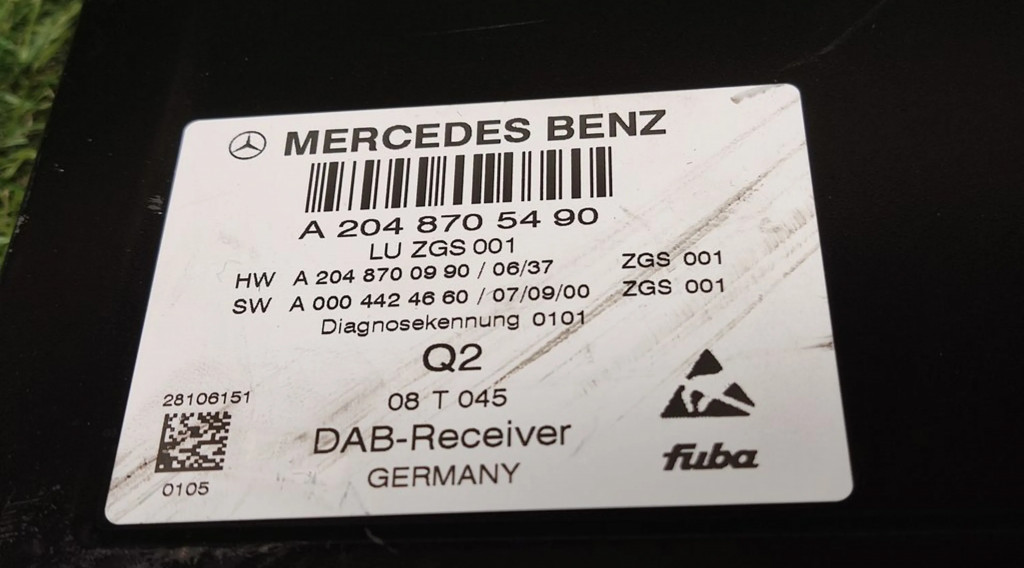 MERCEDES BENZ
A 204 870 54 90
LU ZGS 001
HW A 204 870 09 90 / 06/37 ZGS 001
SW A 000 442 46 60 / 07/09/00 ZGS 001
Diagnosekennung 0101
Q2
28106151
08 T 045
DAB-Receiver
0105
GERMANY
fuba